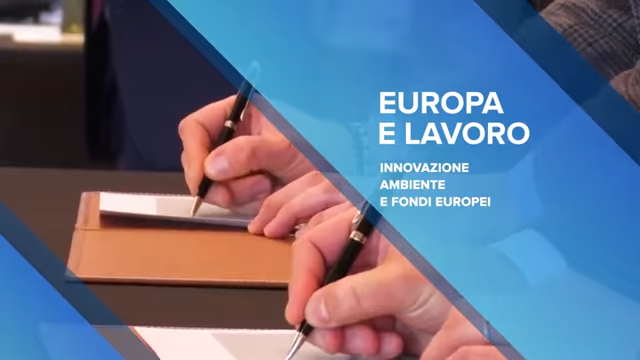 EUROPA
E LAVORO
INNOVAZIONE
AMBIENTE
E FONDI EUROPEI